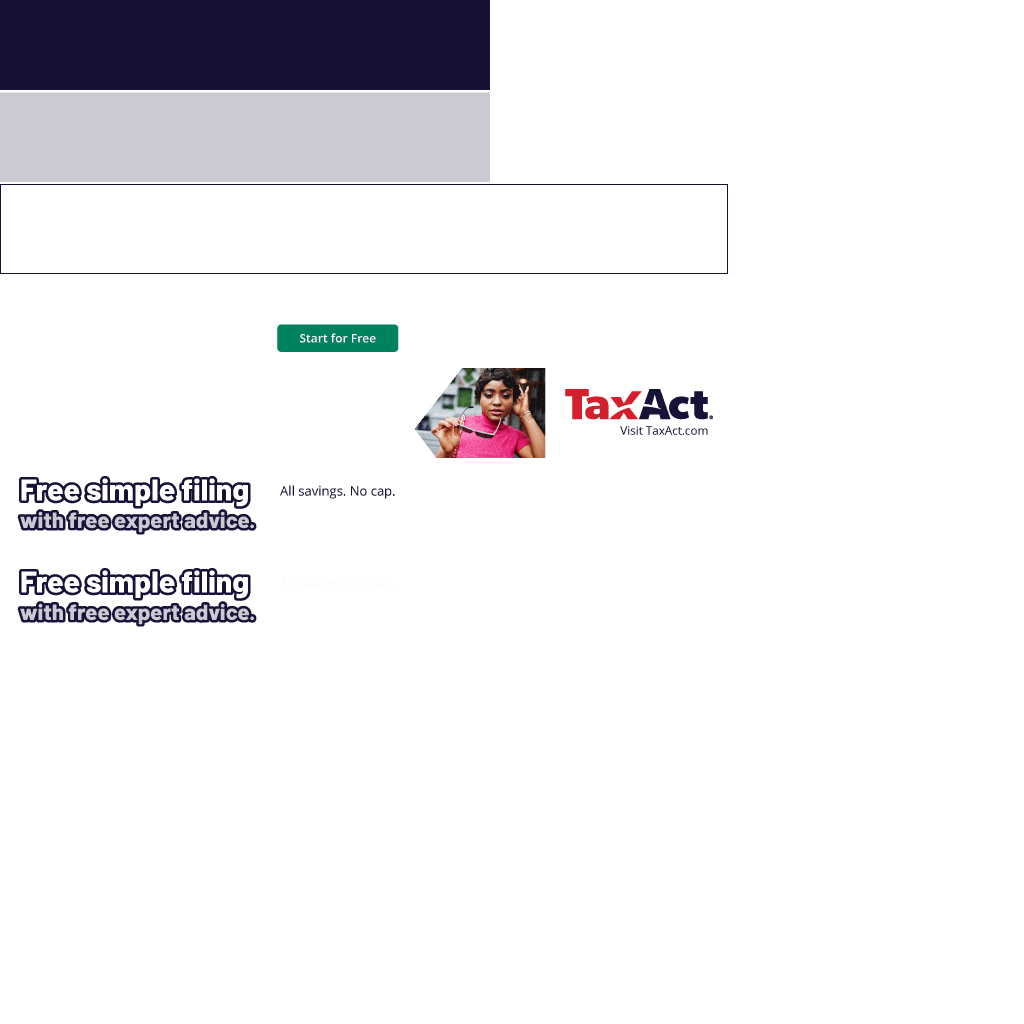 Start for Free
TaxAct.
Visit TaxAct.com
Free simple filing
with free expert advice.
All savings. No cap.
Free simple filing
with free expert advice.